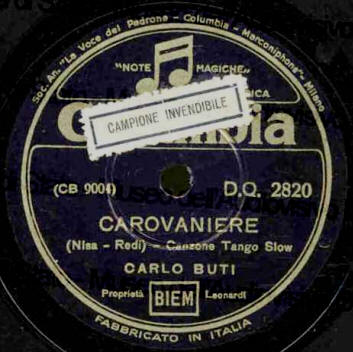 Soc. An. "La Voce del Padrone - Columbia - Marconiphone" - Milano
"NOTE MAGICHE"
CAMPIONE INVENDIBILE
(CB 9004) D.Q. 2820
CAROVANIERE
(Nisa - Redi) - Canzone Tango Slow
CARLO BUTI
Proprietà BIEM Leonardi
FABBRICATO IN ITALIA